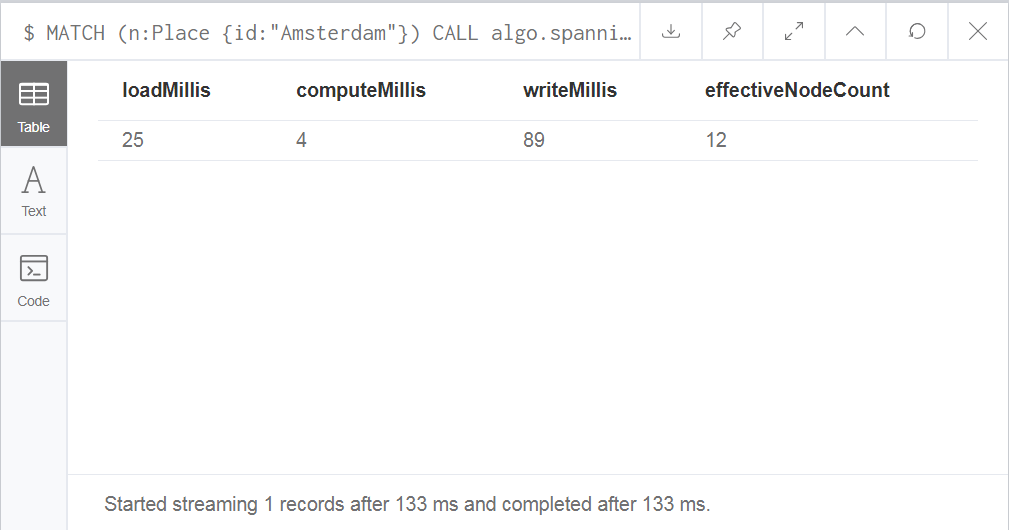 $ MATCH (n:Place {id:"Amsterdam"}) CALL algo.spanni…
Table
Text
Code
loadMillis computeMillis writeMillis effectiveNodeCount
25 4 89 12
Started streaming 1 records after 133 ms and completed after 133 ms.